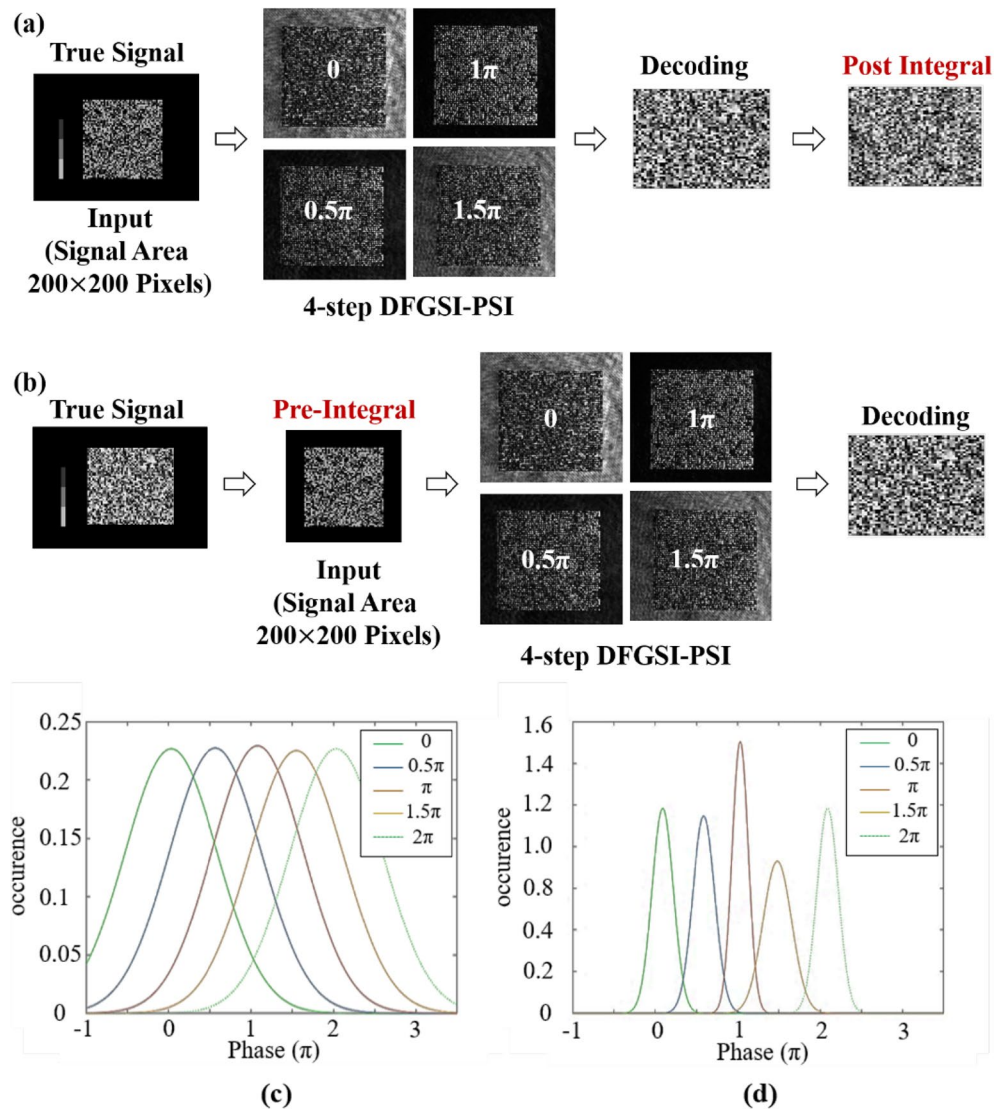 (a)
True Signal
Input
(Signal Area
200×200 Pixels)
0
1π
0.5π
1.5π
4-step DFGSI-PSI
Decoding
Post Integral
(b)
True Signal
Pre-Integral
Input
(Signal Area
200×200 Pixels)
0
1π
0.5π
1.5π
4-step DFGSI-PSI
Decoding
occurence
0.25
0.2
0.15
0.1
0.05
0
-1
0
1
2
3
Phase (π)
0
0.5π
π
1.5π
2π
(c)
occurence
1.6
1.4
1.2
1.0
0.8
0.6
0.4
1.2
0
-1
0
1
2
3
Phase (π)
0
0.5π
π
1.5π
2π
(d)